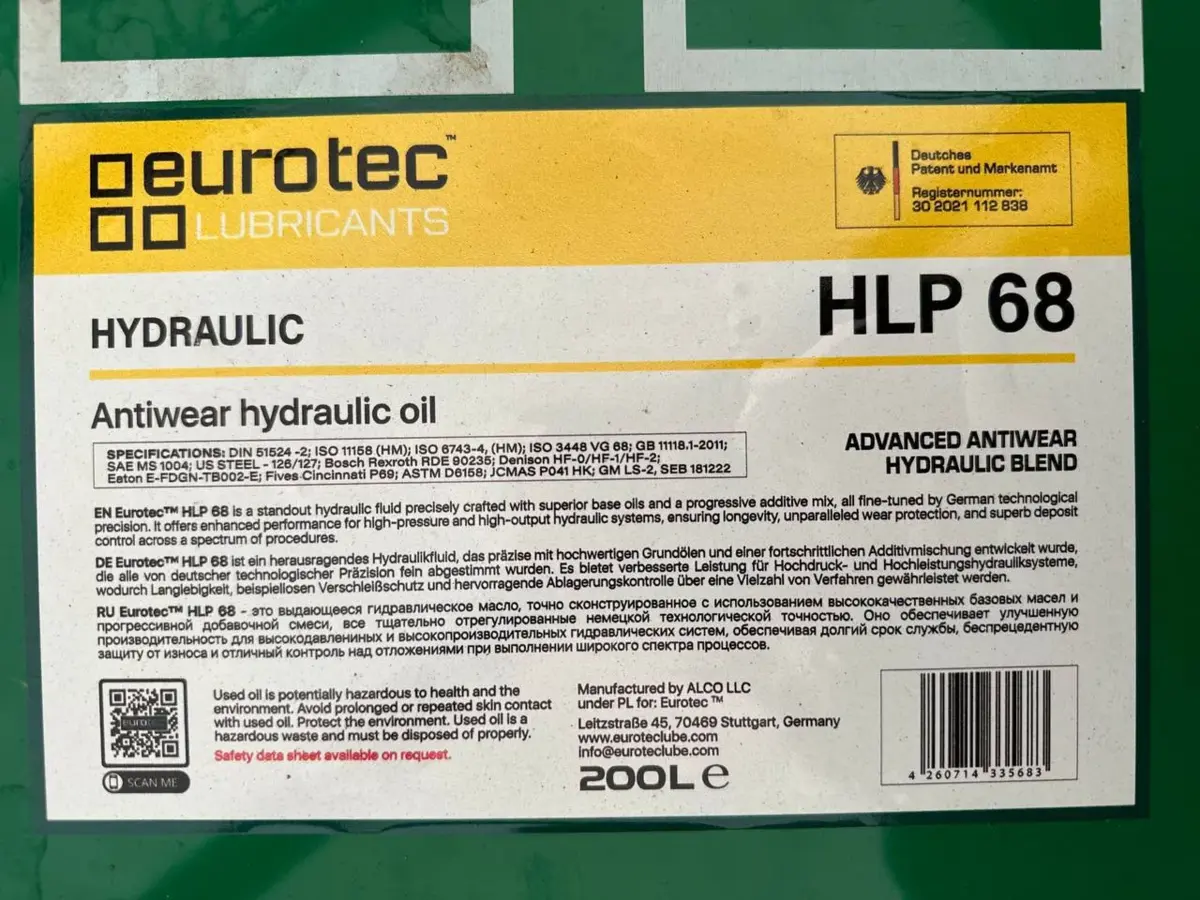 eurotec™
LUBRICANTS
Deutches
Patent und Markenamt
Registernummer:
30 2021 112 838
HYDRAULIC
HLP 68
Antiwear hydraulic oil
SPECIFICATIONS: DIN 51524 -2; ISO 11158 (HM); ISO 6743-4, (HM); ISO 3448 VG 68; GB 11118.1-2011;
SAE MS 1004; US STEEL - 126/127; Bosch Rexroth RDE 90235; Denison HF-0/HF-1/HF-2;
Eaton E-FDGN-TB002-E; Fives Cincinnati P69; ASTM D6158; JCMAS P041 HK; GM LS-2, SEB 181222
ADVANCED ANTIWEAR
HYDRAULIC BLEND
EN Eurotec™ HLP 68 is a standout hydraulic fluid precisely crafted with superior base oils and a progressive additive mix, all fine-tuned by German technological
precision. It offers enhanced performance for high-pressure and high-output hydraulic systems, ensuring longevity, unparalleled wear protection, and superb deposit
control across a spectrum of procedures.
DE Eurotec™ HLP 68 ist ein herausragendes Hydraulikfluid, das präzise mit hochwertigen Grundölen und einer fortschrittlichen Additivmischung entwickelt wurde,
die alle von deutscher technologischer Präzision fein abgestimmt wurden. Es bietet verbesserte Leistung für Hochdruck- und Hochleistungshydrauliksysteme,
wodurch Langlebigkeit, beispiellosen Verschleißschutz und hervorragende Ablagerungskontrolle über eine Vielzahl von Verfahren gewährleistet werden.
RU Eurotec™ HLP 68 - это выдающееся гидравлическое масло, точно сконструированное с использованием высококачественных базовых масел и
прогрессивной добавочной смеси, все тщательно отрегулированные немецкой технологической точностью. Оно обеспечивает улучшенную
производительность для высокодавленинных и высокопроизводительных гидравлических систем, обеспечивая долгий срок службы, беспрецедентную
защиту от износа и отличный контроль над отложениями при выполнении широкого спектра процессов.
eurotec
SCAN ME
Used oil is potentially hazardous to health and the
environment. Avoid prolonged or repeated skin contact
with used oil. Protect the environment. Used oil is a
hazardous waste and must be disposed of properly.
Safety data sheet available on request.
Manufactured by ALCO LLC
under PL for: Eurotec ™
Leitzstraße 45, 70469 Stuttgart, Germany
www.euroteclube.com
info@euroteclube.com
200L ℮
4 260714 335683